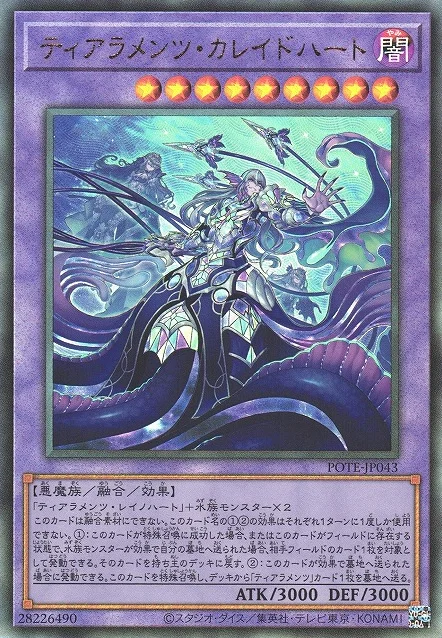 ティアラメンツ・カレイドハート
闇
やみ
POTE-JP043
【悪魔族／融合／効果】
「ティアラメンツ・レイノハート」＋水族モンスター×2
このカードは融合素材にできない。このカード名の①②の効果はそれぞれ1ターンに1度しか使用
できない。①：このカードが特殊召喚に成功した場合、またはこのカードがフィールドに存在する
状態で、水族モンスターが効果で自分の墓地へ送られた場合、相手フィールドのカード1枚を対象と
して発動できる。そのカードを持ち主のデッキに戻す。②：このカードが効果で墓地へ送られた
場合に発動できる。このカードを特殊召喚し、デッキから「ティアラメンツ」カード1枚を墓地へ送る。
ATK/3000 DEF/3000
28226490
©スタジオ・ダイス／集英社・テレビ東京・KONAMI